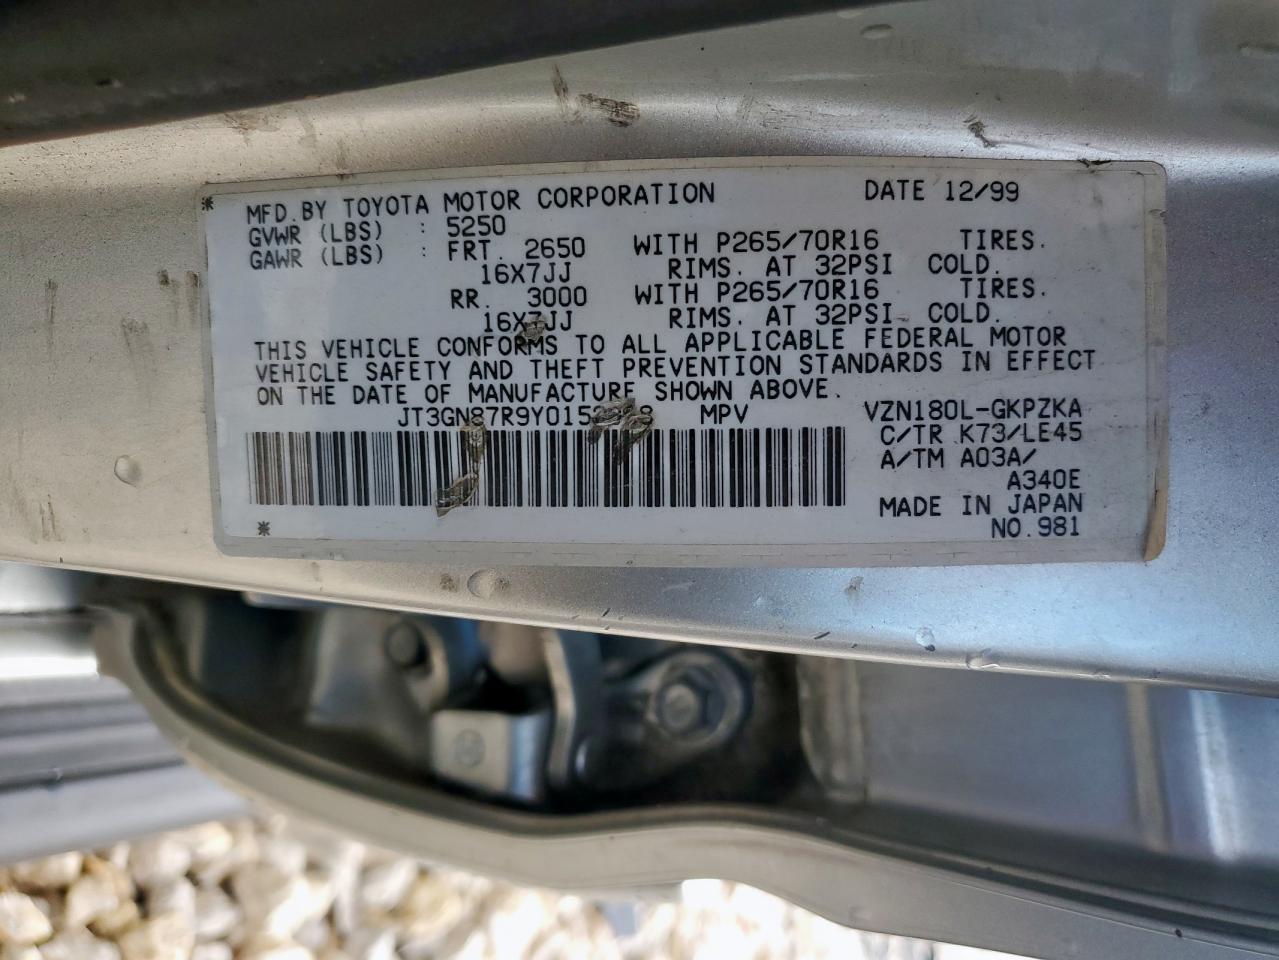 MFD. BY TOYOTA MOTOR CORPORATION DATE 12/99
GVWR (LBS) : 5250
GAWR (LBS) : FRT. 2650 WITH P265/70R16 TIRES.
16X7JJ RIMS. AT 32PSI COLD.
RR. 3000 WITH P265/70R16 TIRES.
16X7JJ RIMS. AT 32PSI COLD.
THIS VEHICLE CONFORMS TO ALL APPLICABLE FEDERAL MOTOR
VEHICLE SAFETY AND THEFT PREVENTION STANDARDS IN EFFECT
ON THE DATE OF MANUFACTURE SHOWN ABOVE.
MPV VZN180L-GKPZKA
C/TR K73/LE45
A/TM A03A/
A340E
MADE IN JAPAN
NO. 981